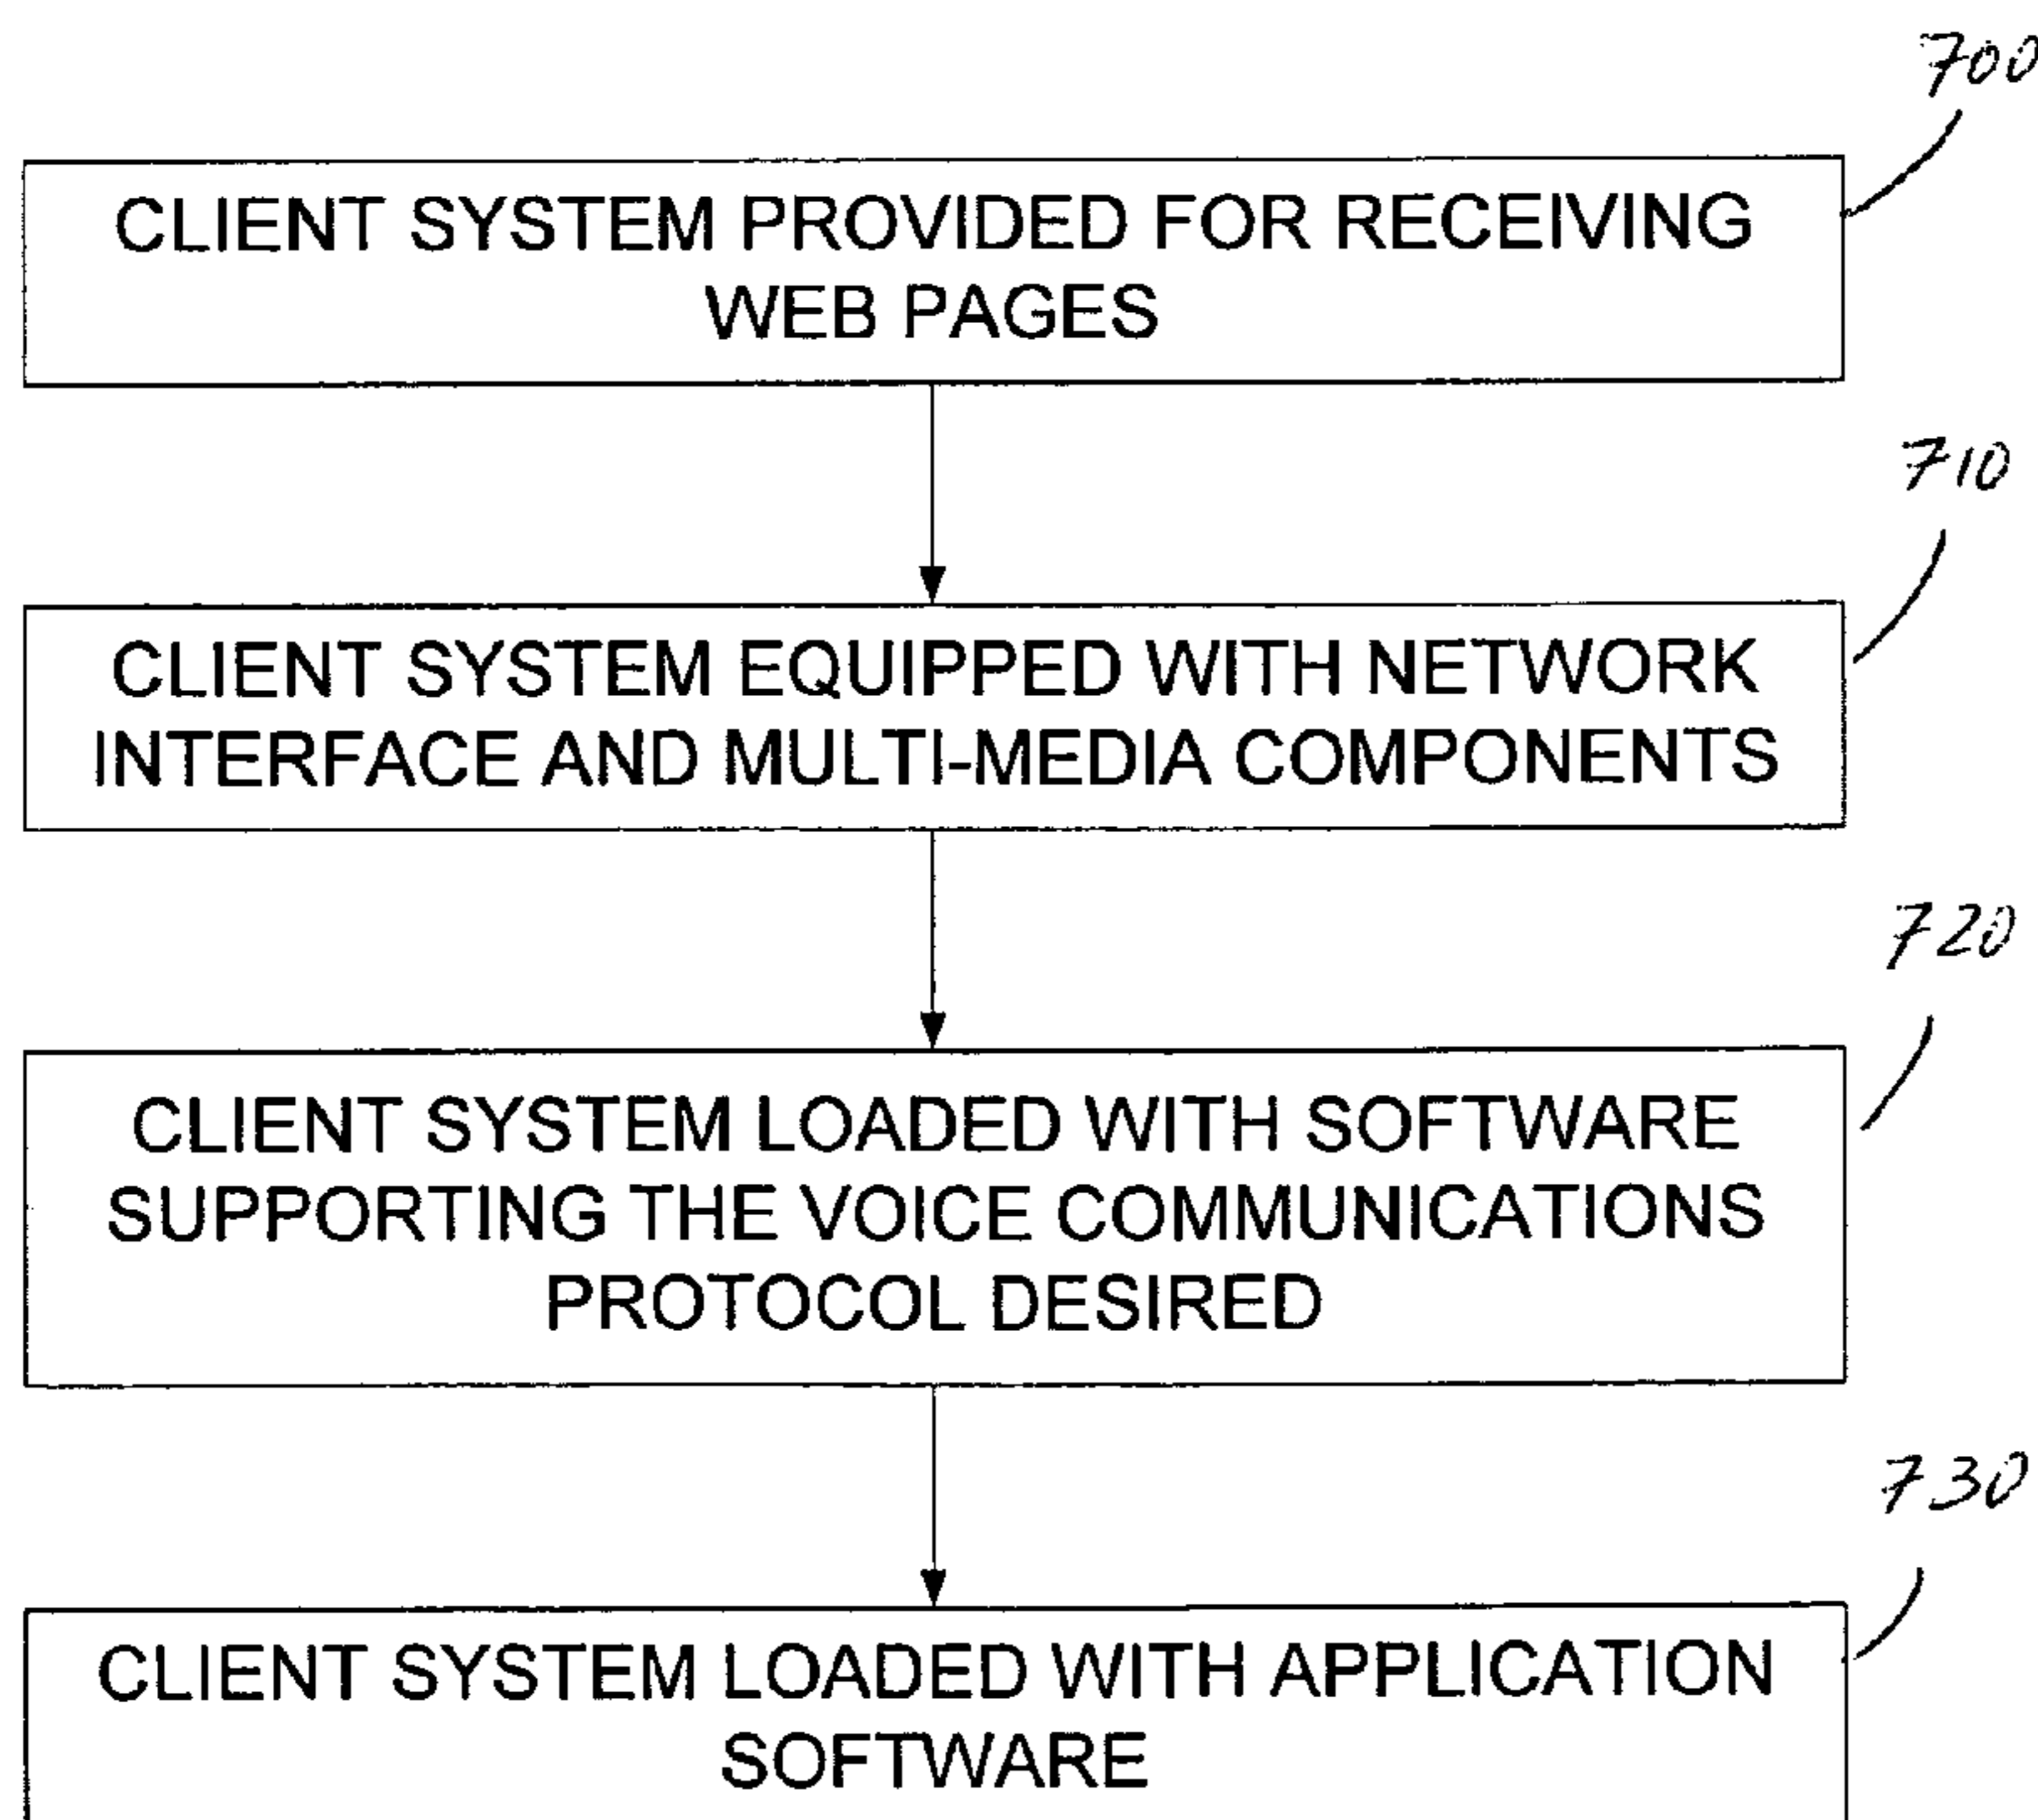 700
CLIENT SYSTEM PROVIDED FOR RECEIVING
WEB PAGES
710
CLIENT SYSTEM EQUIPPED WITH NETWORK
INTERFACE AND MULTI-MEDIA COMPONENTS
720
CLIENT SYSTEM LOADED WITH SOFTWARE
SUPPORTING THE VOICE COMMUNICATIONS
PROTOCOL DESIRED
730
CLIENT SYSTEM LOADED WITH APPLICATION
SOFTWARE